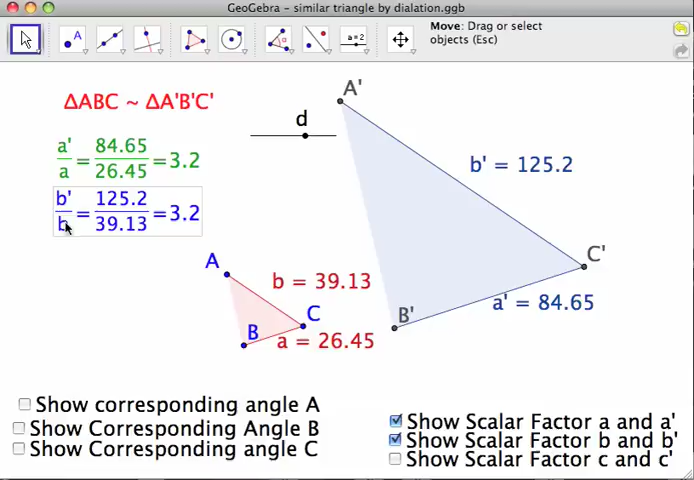 GeoGebra – similar triangle by dialation.ggb
A
a=2
Move: Drag or select
objects (Esc)
ΔABC ~ ΔA'B'C'
a'/a = 84.65/26.45 = 3.2
b'/b = 125.2/39.13 = 3.2
d
A'
b' = 125.2
C'
B'
a' = 84.65
A
b = 39.13
C
B
a = 26.45
Show corresponding angle A
Show Corresponding Angle B
Show Corresponding angle C
Show Scalar Factor a and a'
Show Scalar Factor b and b'
Show Scalar Factor c and c'